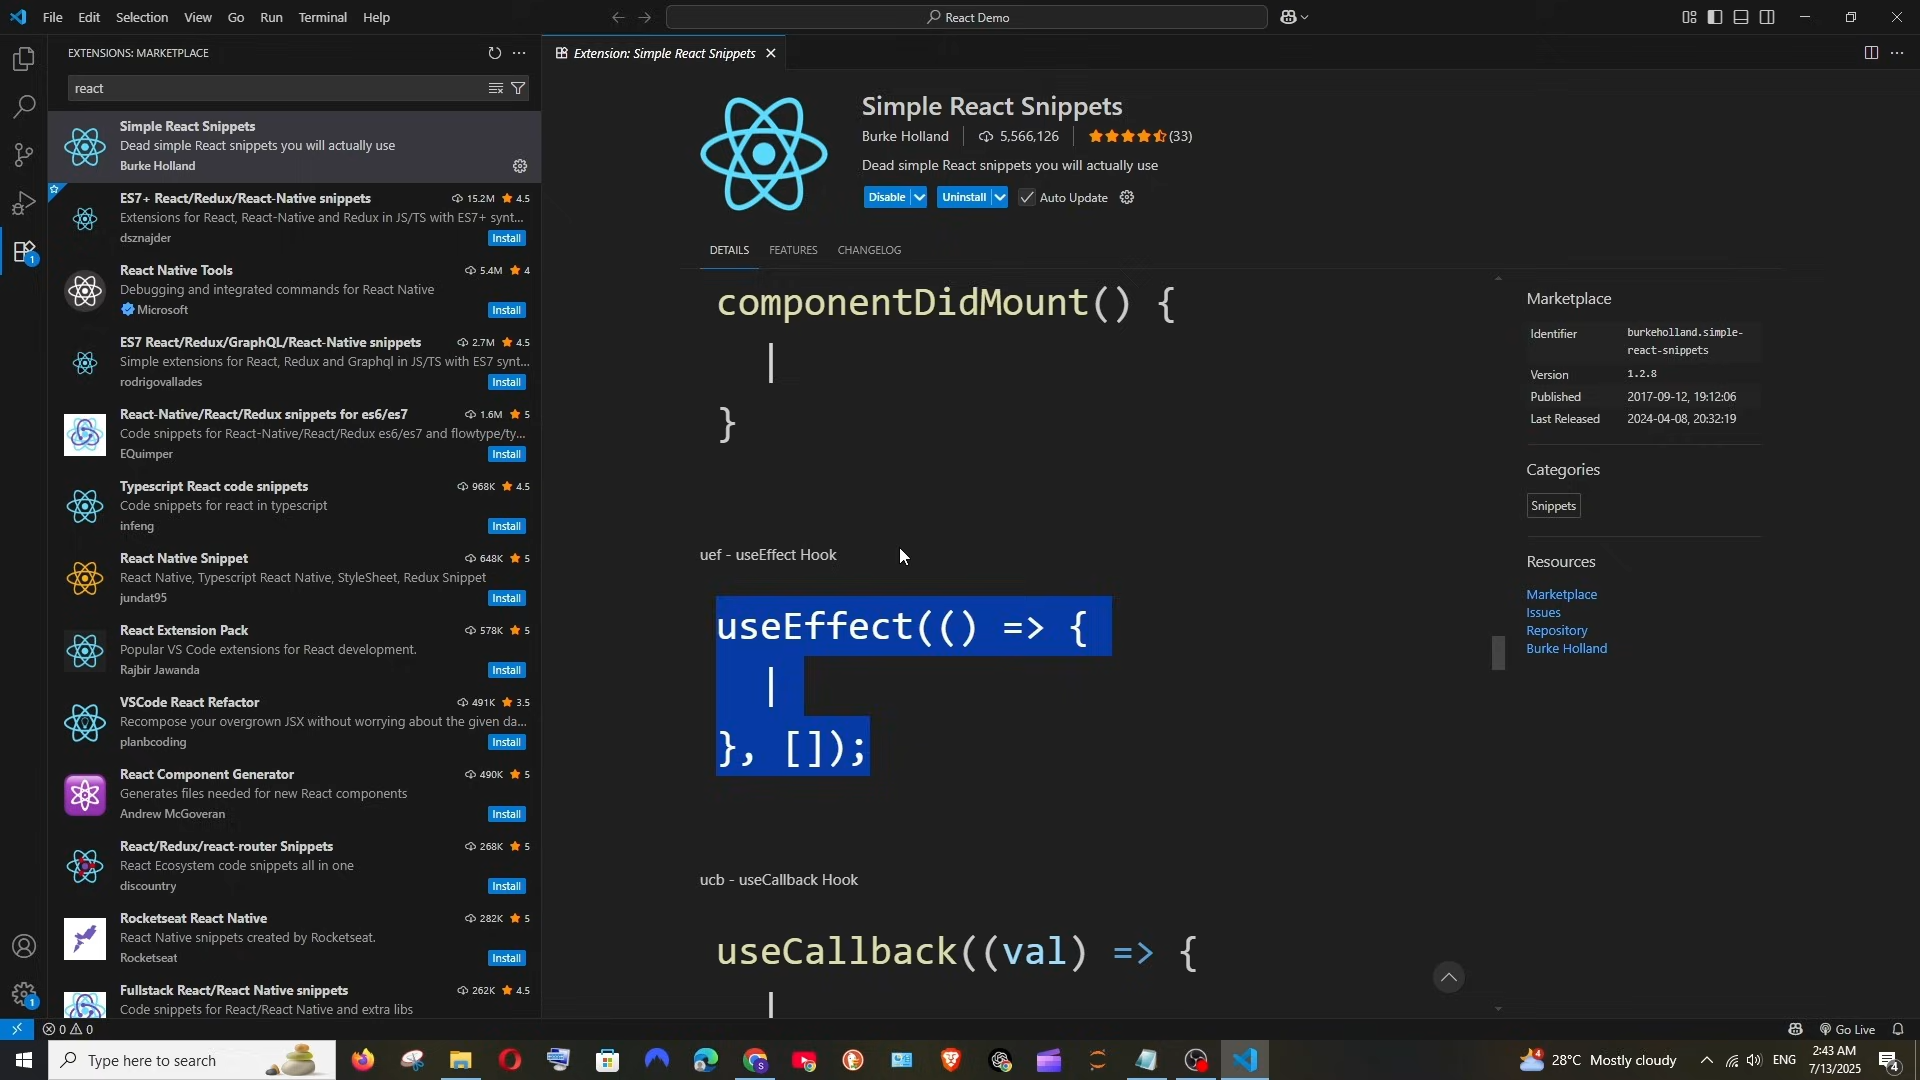 File Edit Selection View Go Run Terminal Help
React Demo
EXTENSIONS: MARKETPLACE
react
Simple React Snippets
Dead simple React snippets you will actually use
Burke Holland
ES7+ React/Redux/React-Native snippets 15.2M 4.5
Extensions for React, React-Native and Redux in JS/TS with ES7+ synt...
dsznajder Install
React Native Tools 5.4M 4
Debugging and integrated commands for React Native
Microsoft Install
ES7 React/Redux/GraphQL/React-Native snippets 2.7M 4.5
Simple extensions for React, Redux and Graphql in JS/TS with ES7 synt...
rodrigovallades Install
React-Native/React/Redux snippets for es6/es7 1.6M 5
Code snippets for React-Native/React/Redux es6/es7 and flowtype/ty...
EQuimper Install
Typescript React code snippets 968K 4.5
Code snippets for react in typescript
infeng Install
React Native Snippet 648K 5
React Native, Typescript React Native, StyleSheet, Redux Snippet
jundat95 Install
React Extension Pack 578K 5
Popular VS Code extensions for React development.
Rajbir Jawanda Install
VSCode React Refactor 491K 3.5
Recompose your overgrown JSX without worrying about the given da...
planbcoding Install
React Component Generator 490K 5
Generates files needed for new React components
Andrew McGoveran Install
React/Redux/react-router Snippets 268K 5
React Ecosystem code snippets all in one
discountry Install
Rocketseat React Native 282K 5
React Native snippets created by Rocketseat.
Rocketseat Install
Fullstack React/React Native snippets 262K 4.5
Code snippets for React/React Native and extra libs
Extension: Simple React Snippets
Simple React Snippets
Burke Holland 5,566,126 (33)
Dead simple React snippets you will actually use
Disable Uninstall Auto Update
DETAILS FEATURES CHANGELOG
componentDidMount() {
|
}
uef - useEffect Hook
useEffect(() => {
|
}, []);
ucb - useCallback Hook
useCallback((val) => {
|
Marketplace
Identifier burkeholland.simple-
react-snippets
Version 1.2.8
Published 2017-09-12, 19:12:06
Last Released 2024-04-08, 20:32:19
Categories
Snippets
Resources
Marketplace
Issues
Repository
Burke Holland
1
1
0 0
Go Live
Type here to search
4 28°C Mostly cloudy ENG
2:43 AM
7/13/2025
4